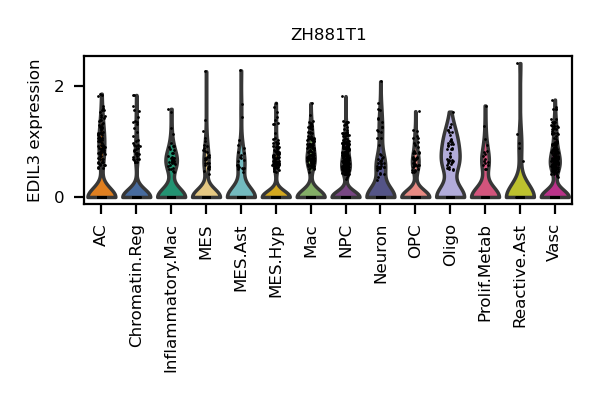 ZH881T1
EDIL3 expression
2
0
AC
Chromatin.Reg
Inflammatory.Mac
MES
MES.Ast
MES.Hyp
Mac
NPC
Neuron
OPC
Oligo
Prolif.Metab
Reactive.Ast
Vasc